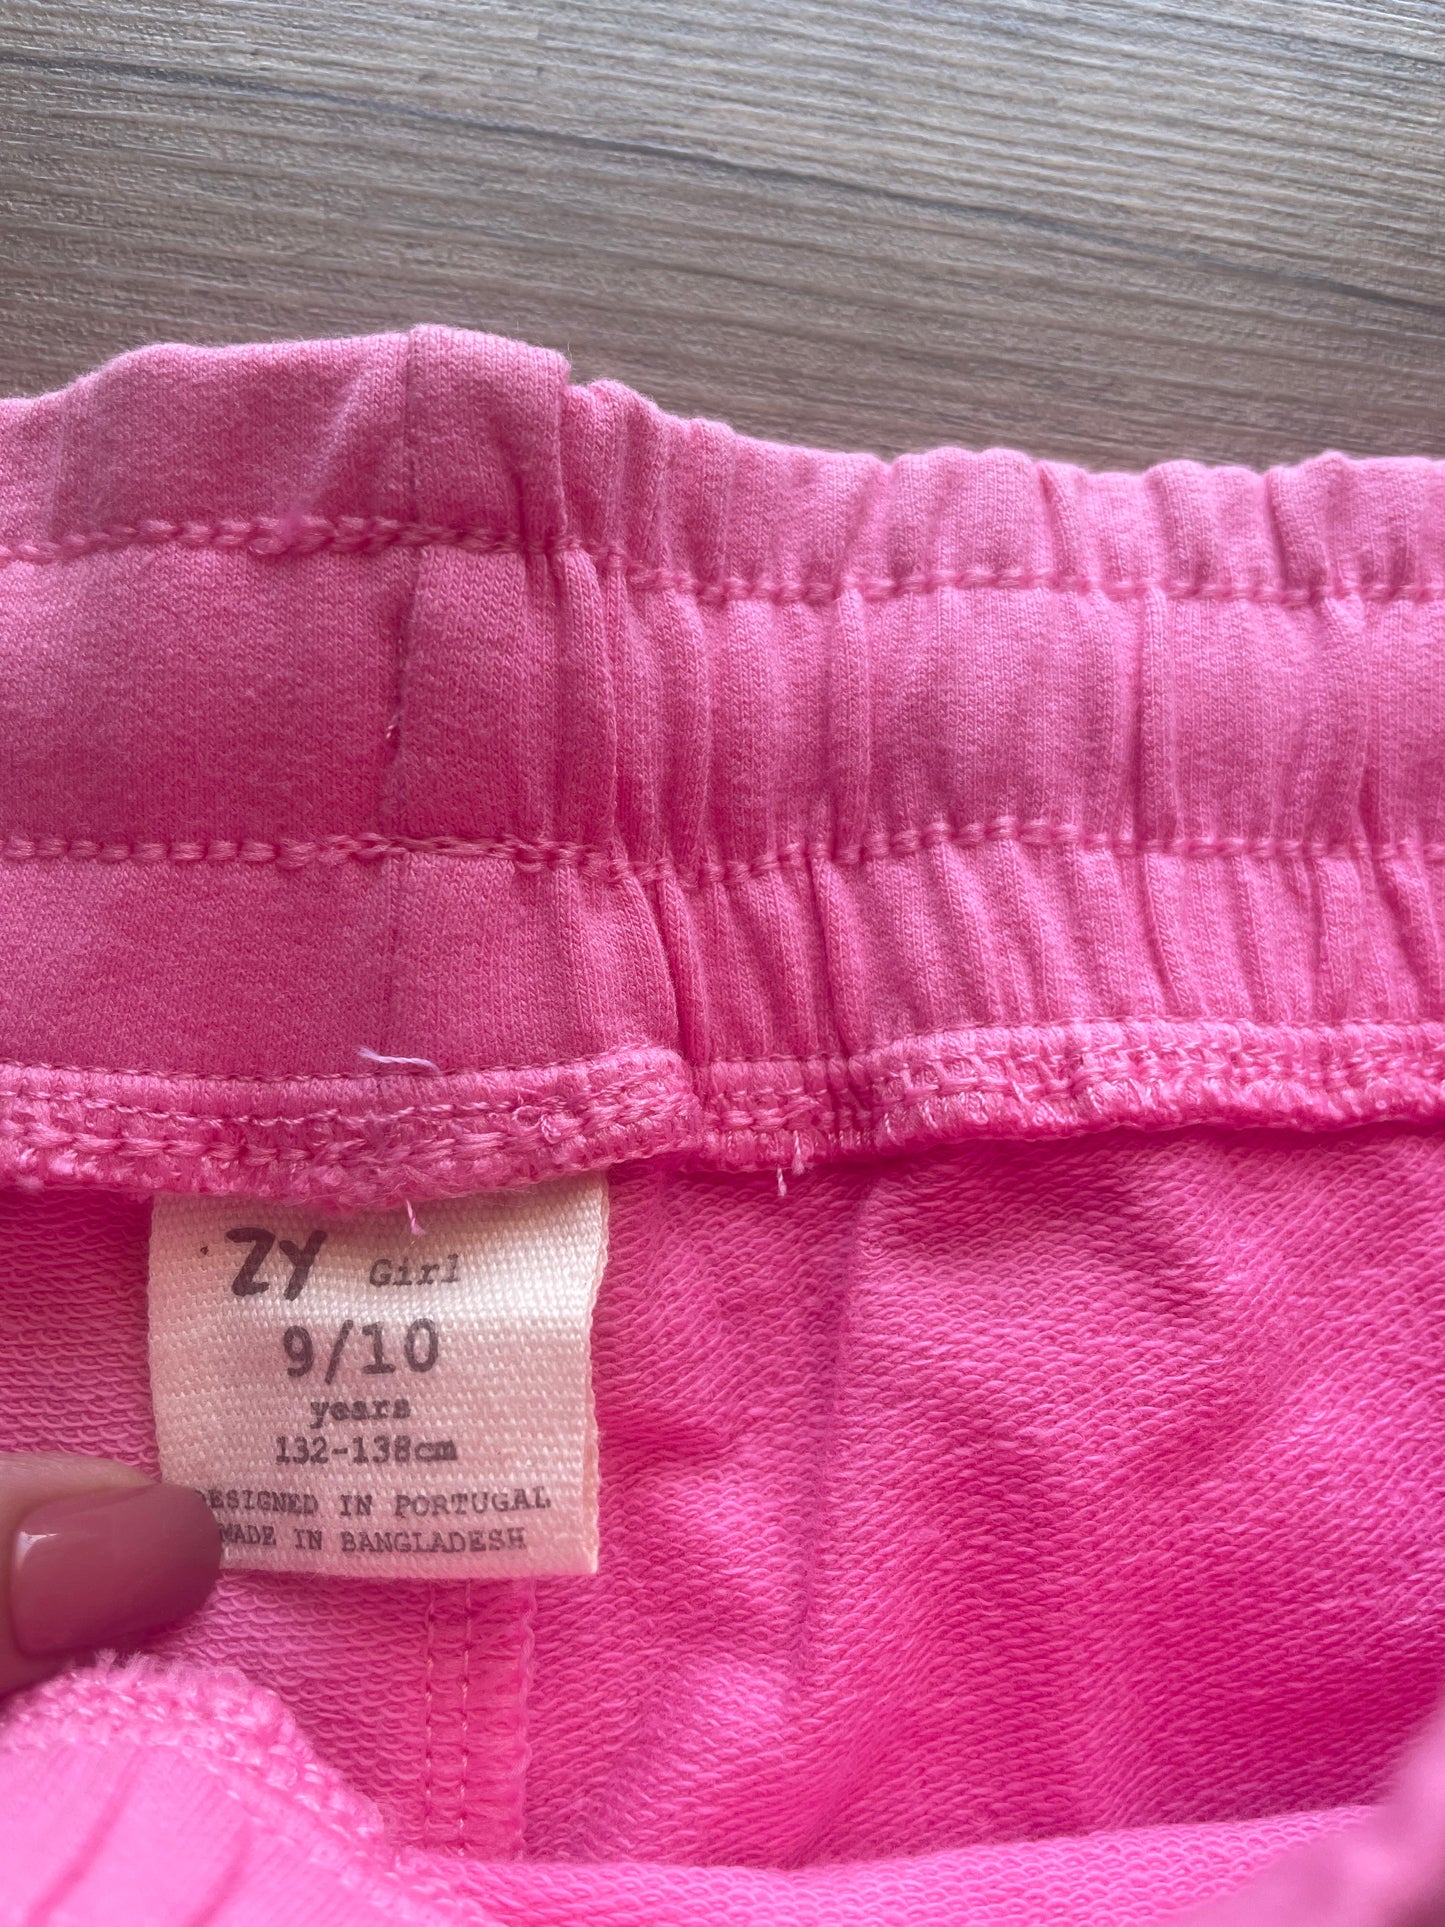 ZY Girl
9/10
years
132-138cm
DESIGNED IN PORTUGAL
MADE IN BANGLADESH